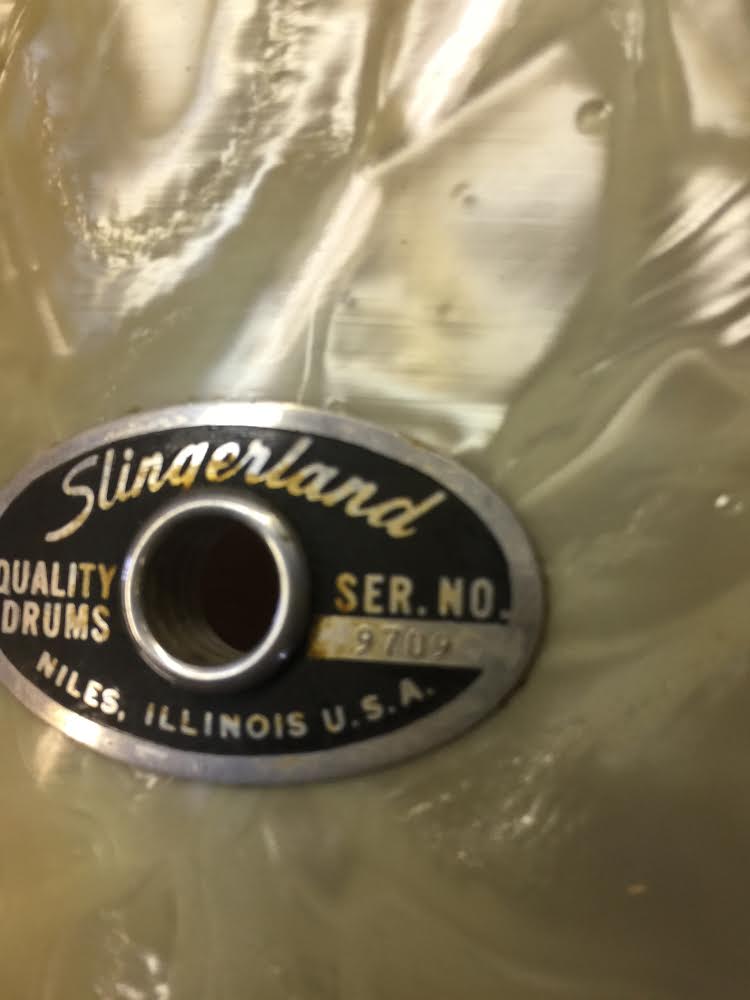 Slingerland
QUALITY
DRUMS
SER. NO.
9709
NILES, ILLINOIS U.S.A.